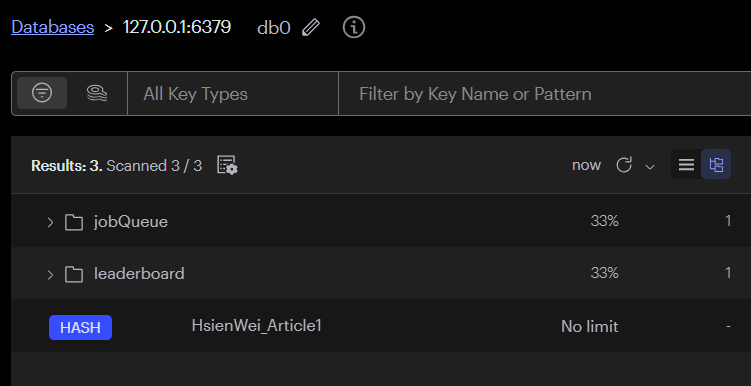 Databases > 127.0.0.1:6379 db0
All Key Types Filter by Key Name or Pattern
Results: 3. Scanned 3 / 3 now
jobQueue 33% 1
leaderboard 33% 1
HASH HsienWei_Article1 No limit -